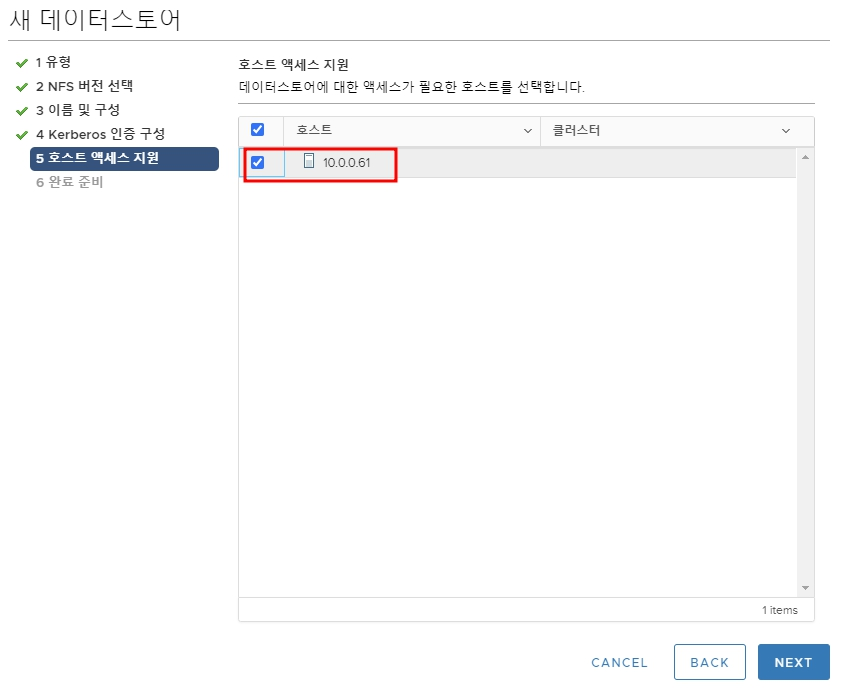 새 데이터스토어
1 유형
2 NFS 버전 선택
3 이름 및 구성
4 Kerberos 인증 구성
5 호스트 액세스 지원
6 완료 준비
호스트 액세스 지원
데이터스토어에 대한 액세스가 필요한 호스트를 선택합니다.
호스트 클러스터
10.0.0.61
1 items
CANCEL BACK NEXT